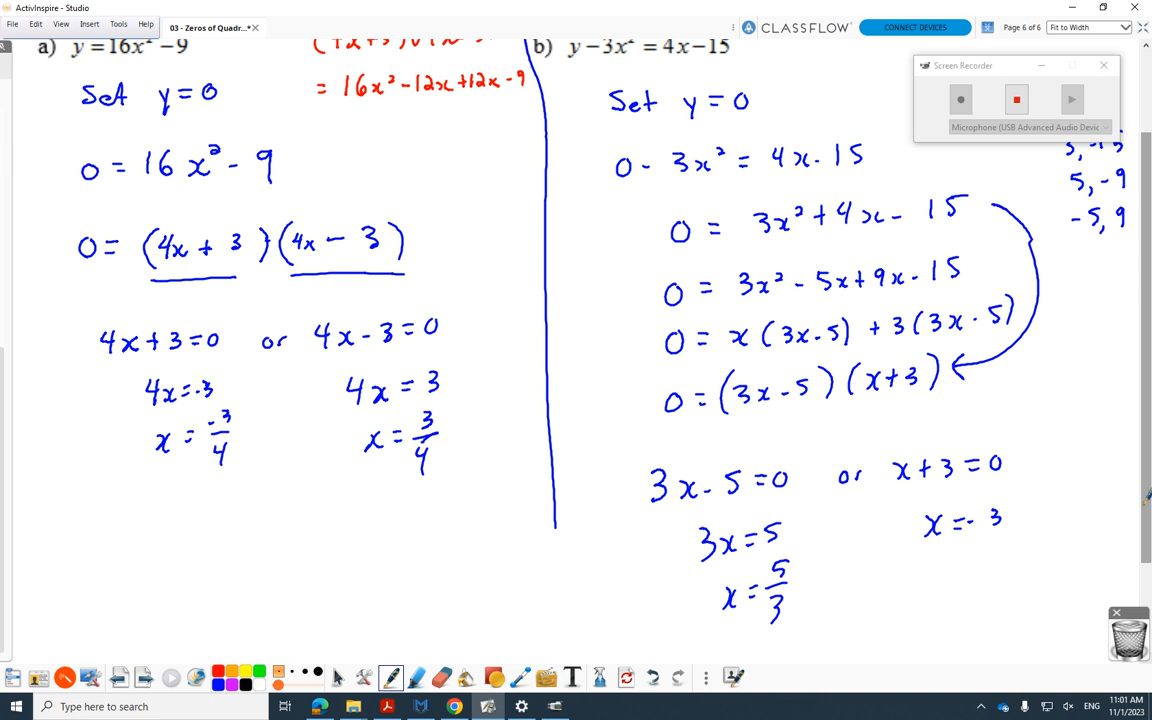 ActivInspire - Studio
File Edit View Insert Tools Help
03 - Zeros of Quadr...*
CLASSFLOW
CONNECT DEVICES
Page 6 of 6
Fit to Width
Screen Recorder
Microphone (USB Advanced Audio Devic
a) y=16x² −9
= 16x² -12x+12x -9
Set y=0
0 = 16x² - 9
0 = (4x + 3)(4x - 3)
4x+3=0 or 4x-3=0
4x=-3 4x = 3
x = -3/4 x = 3/4
b) y−3x² = 4x−15
Set y=0
0 - 3x² = 4x - 15
0 = 3x² + 4x - 15
0 = 3x² - 5x + 9x - 15
0 = x(3x-5) + 3(3x-5)
0 = (3x-5)(x+3)
3x-5=0 or x+3=0
3x=5 x=-3
x=5/3
5, -9
-5, 9
Type here to search
ENG
11:01 AM
11/1/2023